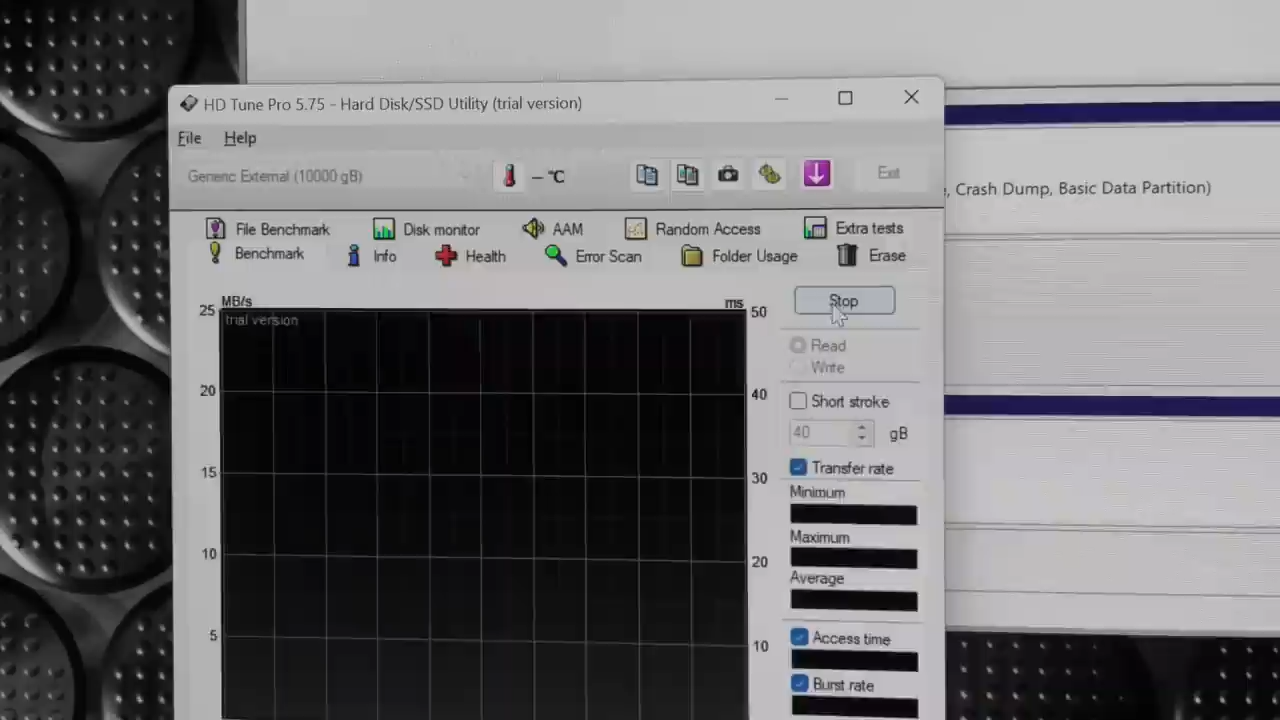 HD Tune Pro 5.75 - Hard Disk/SSD Utility (trial version)
File Help
Generic External (10000 gB)
– °C
Exit
, Crash Dump, Basic Data Partition)
File Benchmark Disk monitor AAM Random Access Extra tests
Benchmark Info Health Error Scan Folder Usage Erase
MB/s ms
25 50
trial version
20 40
15 30
10 20
5 10
Stop
Read
Write
Short stroke
40 gB
Transfer rate
Minimum
Maximum
Average
Access time
Burst rate